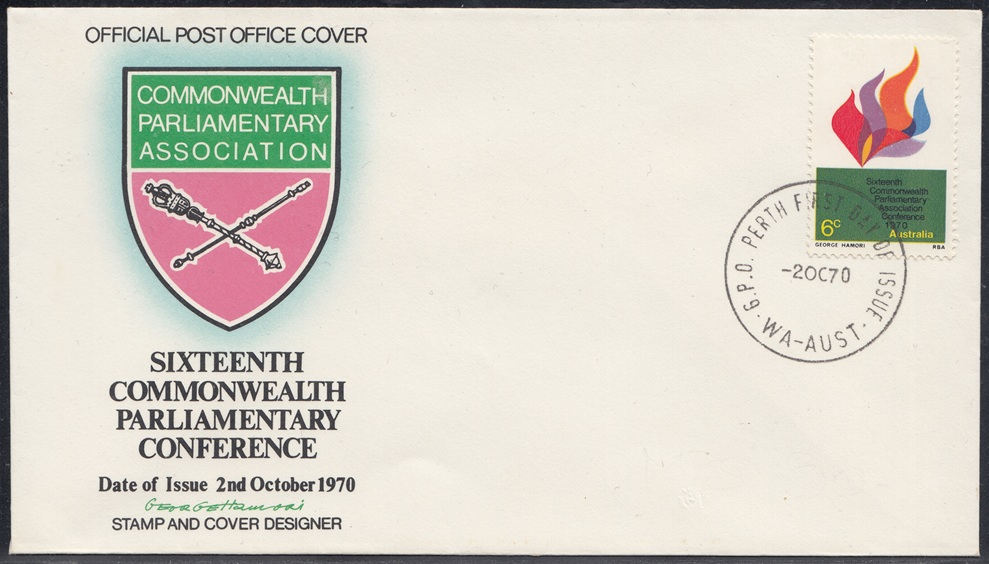 OFFICIAL POST OFFICE COVER
COMMONWEALTH
PARLIAMENTARY
ASSOCIATION
SIXTEENTH
COMMONWEALTH
PARLIAMENTARY
CONFERENCE
Date of Issue 2nd October 1970
George Hamori
STAMP AND COVER DESIGNER
Sixteenth
Commonwealth
Parliamentary
Association
Conference
1970
6c
Australia
GEORGE HAMORI
RBA
G.P.O. PERTH FIRST DAY OF ISSUE
-2OC70
WA-AUST